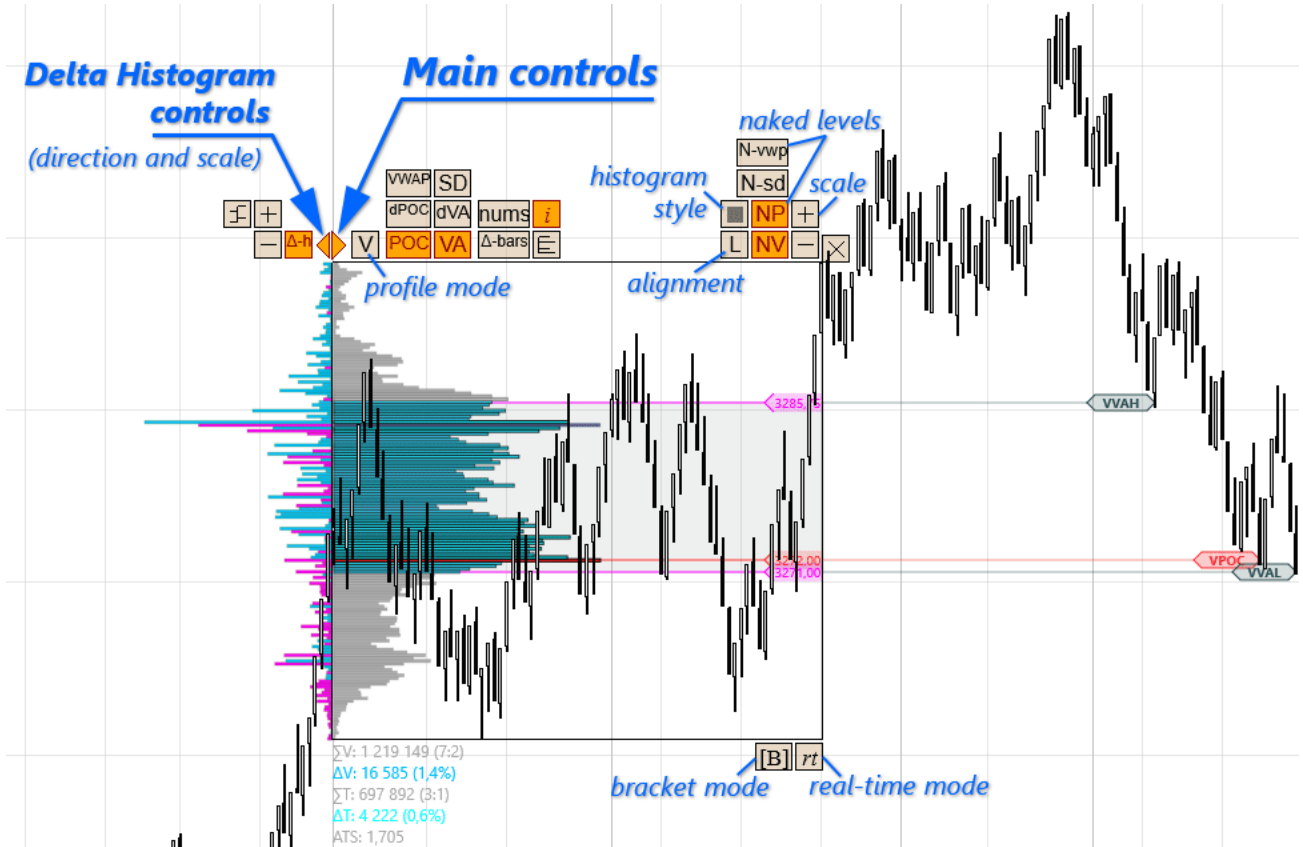 Delta Histogram
controls
(direction and scale)
Main controls
naked levels
N-vwp
histogram
style
VWAP SD
N-sd
scale
+
dPOC dVA nums i
NP +
− Δ-h V POC VA Δ-bars
L NV −
profile mode
alignment
3285,75
VVAH
3272,00
VPOC
3271,00
VVAL
∑V: 1 219 149 (7:2)
ΔV: 16 585 (1,4%)
∑T: 697 892 (3:1)
ΔT: 4 222 (0,6%)
ATS: 1,705
[B] rt
bracket mode
real-time mode